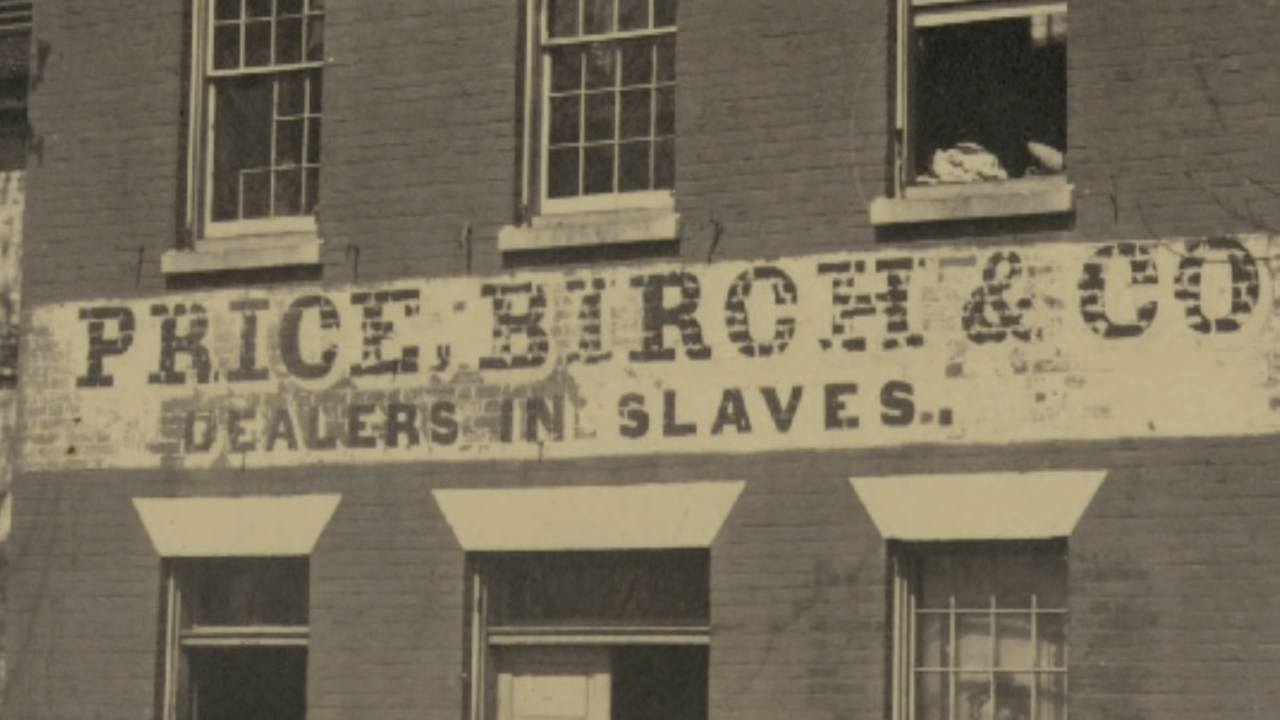 PRICE, BIRCH & CO
DEALERS IN SLAVES.